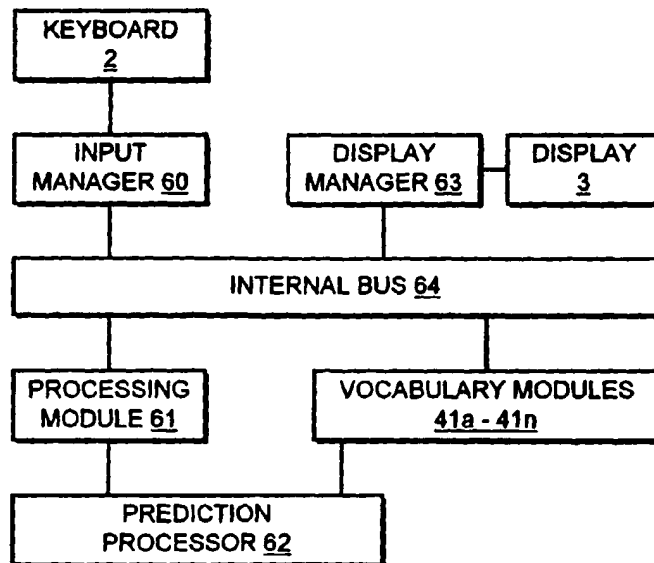 KEYBOARD
2
INPUT
MANAGER 60
DISPLAY
MANAGER 63
DISPLAY
3
INTERNAL BUS 64
PROCESSING
MODULE 61
VOCABULARY MODULES
41a - 41n
PREDICTION
PROCESSOR 62